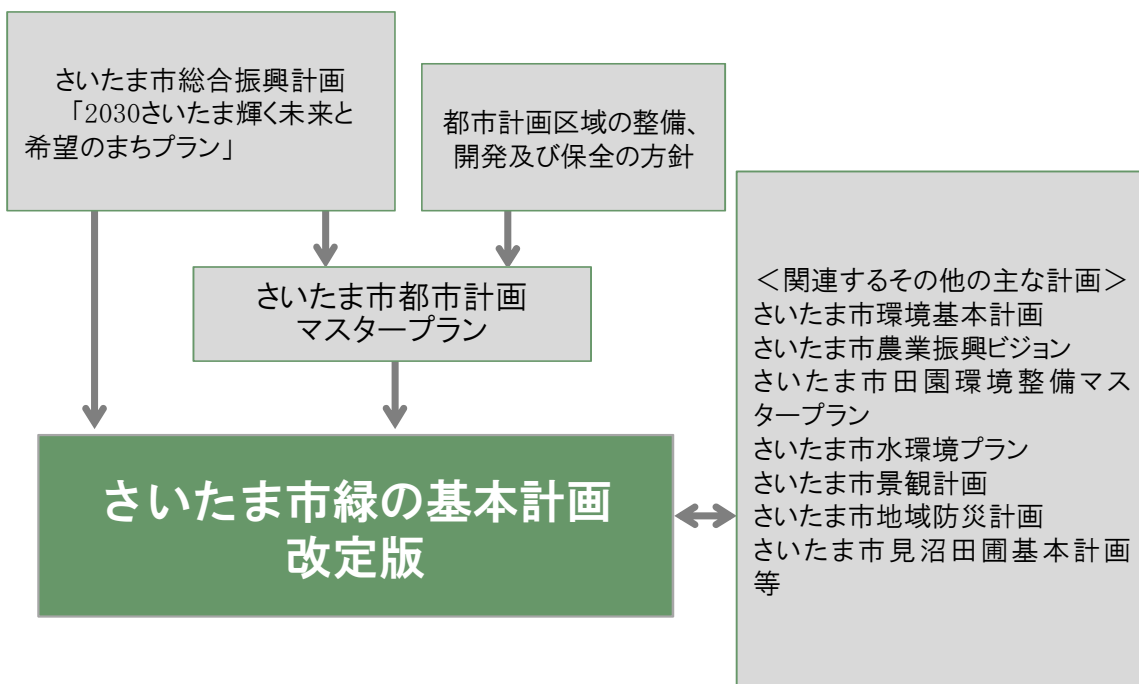 さいたま市総合振興計画
「2030さいたま輝く未来と
希望のまちプラン」
都市計画区域の整備、
開発及び保全の方針
さいたま市都市計画
マスタープラン
さいたま市緑の基本計画
改定版
＜関連するその他の主な計画＞
さいたま市環境基本計画
さいたま市農業振興ビジョン
さいたま市田園環境整備マス
タープラン
さいたま市水環境プラン
さいたま市景観計画
さいたま市地域防災計画
さいたま市見沼田圃基本計画
等